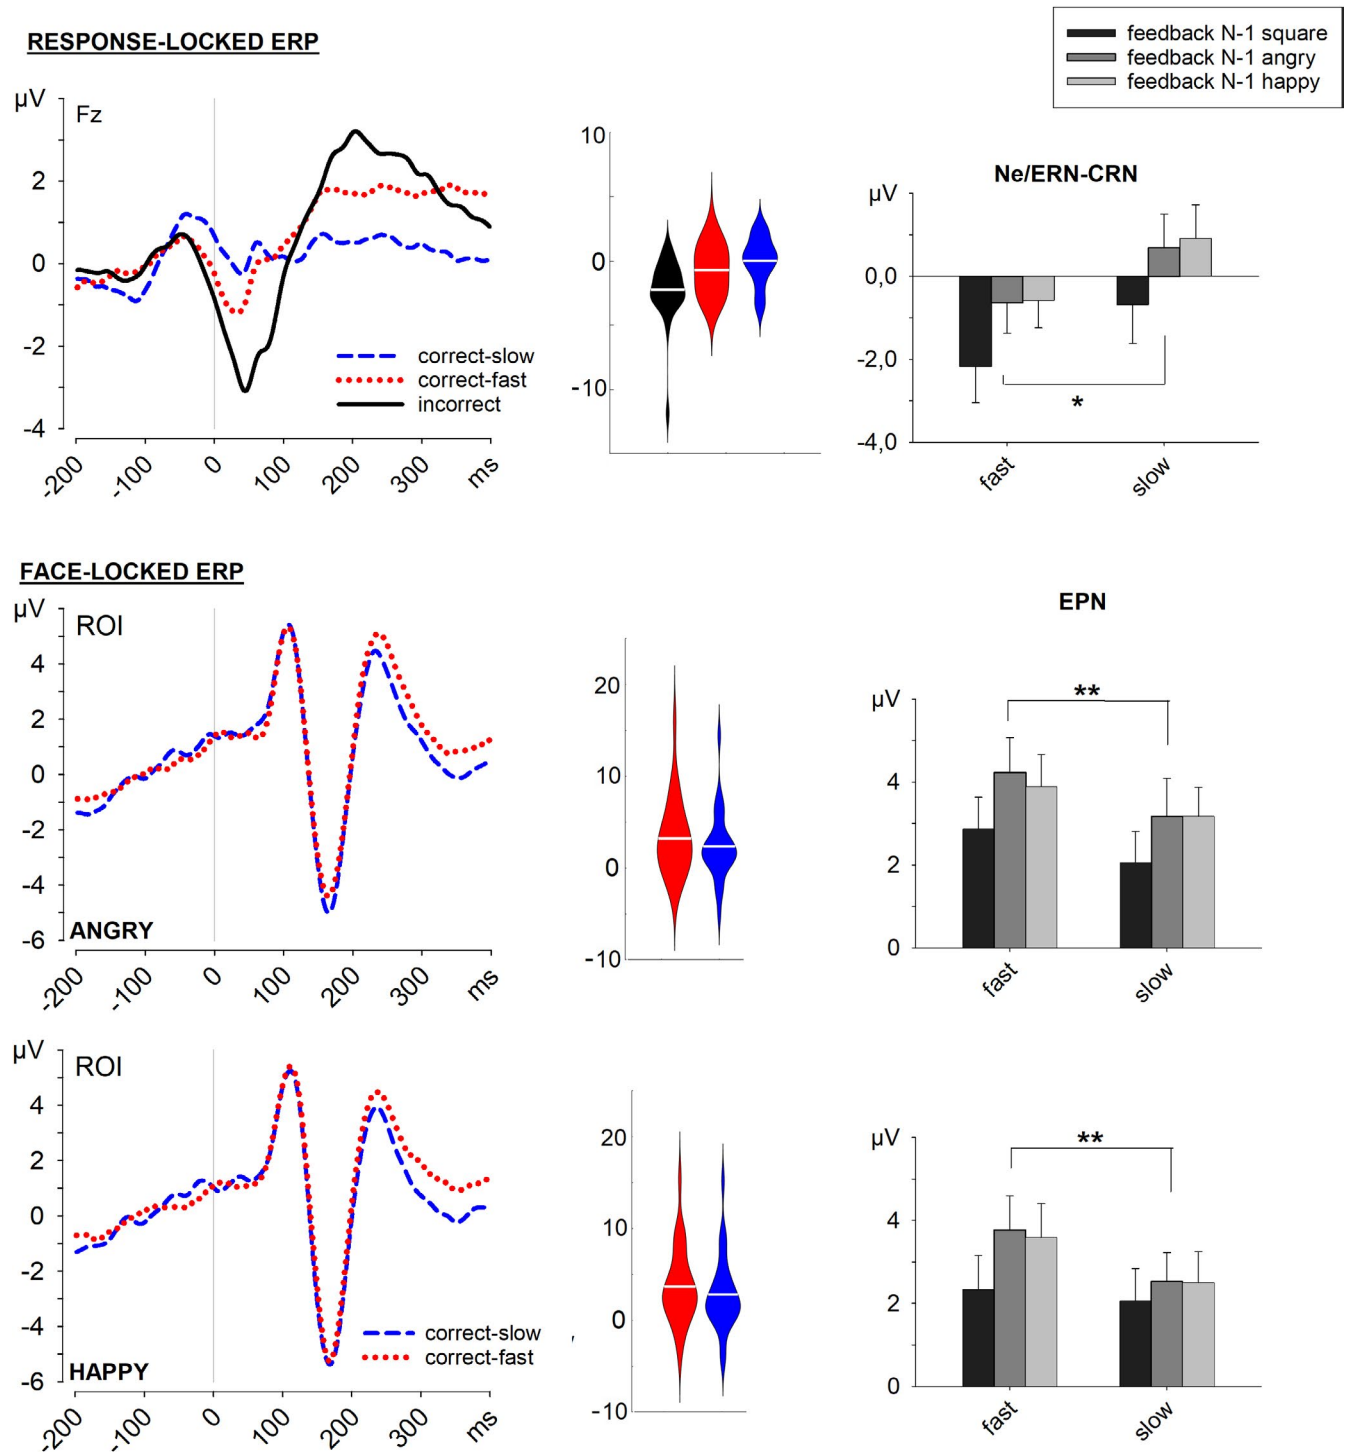 RESPONSE-LOCKED ERP
feedback N-1 square
feedback N-1 angry
feedback N-1 happy
µV
Fz
2
0
-2
-4
-200
-100
0
100
200
300
ms
correct-slow
correct-fast
incorrect
10
0
-10
Ne/ERN-CRN
µV
0,0
-2,0
-4,0
*
fast
slow
FACE-LOCKED ERP
µV
ROI
4
2
0
-2
-4
-6
ANGRY
-200
-100
0
100
200
300
ms
20
10
0
-10
EPN
µV
**
4
2
0
fast
slow
µV
ROI
4
2
0
-2
-4
-6
HAPPY
correct-slow
correct-fast
-200
-100
0
100
200
300
ms
20
10
0
-10
µV
**
4
2
0
fast
slow